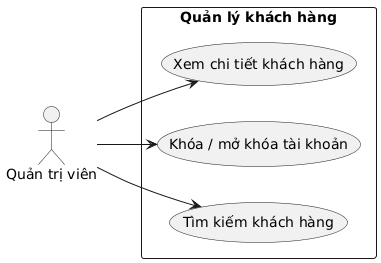 Quản lý khách hàng
Xem chi tiết khách hàng
Khóa / mở khóa tài khoản
Quản trị viên
Tìm kiếm khách hàng